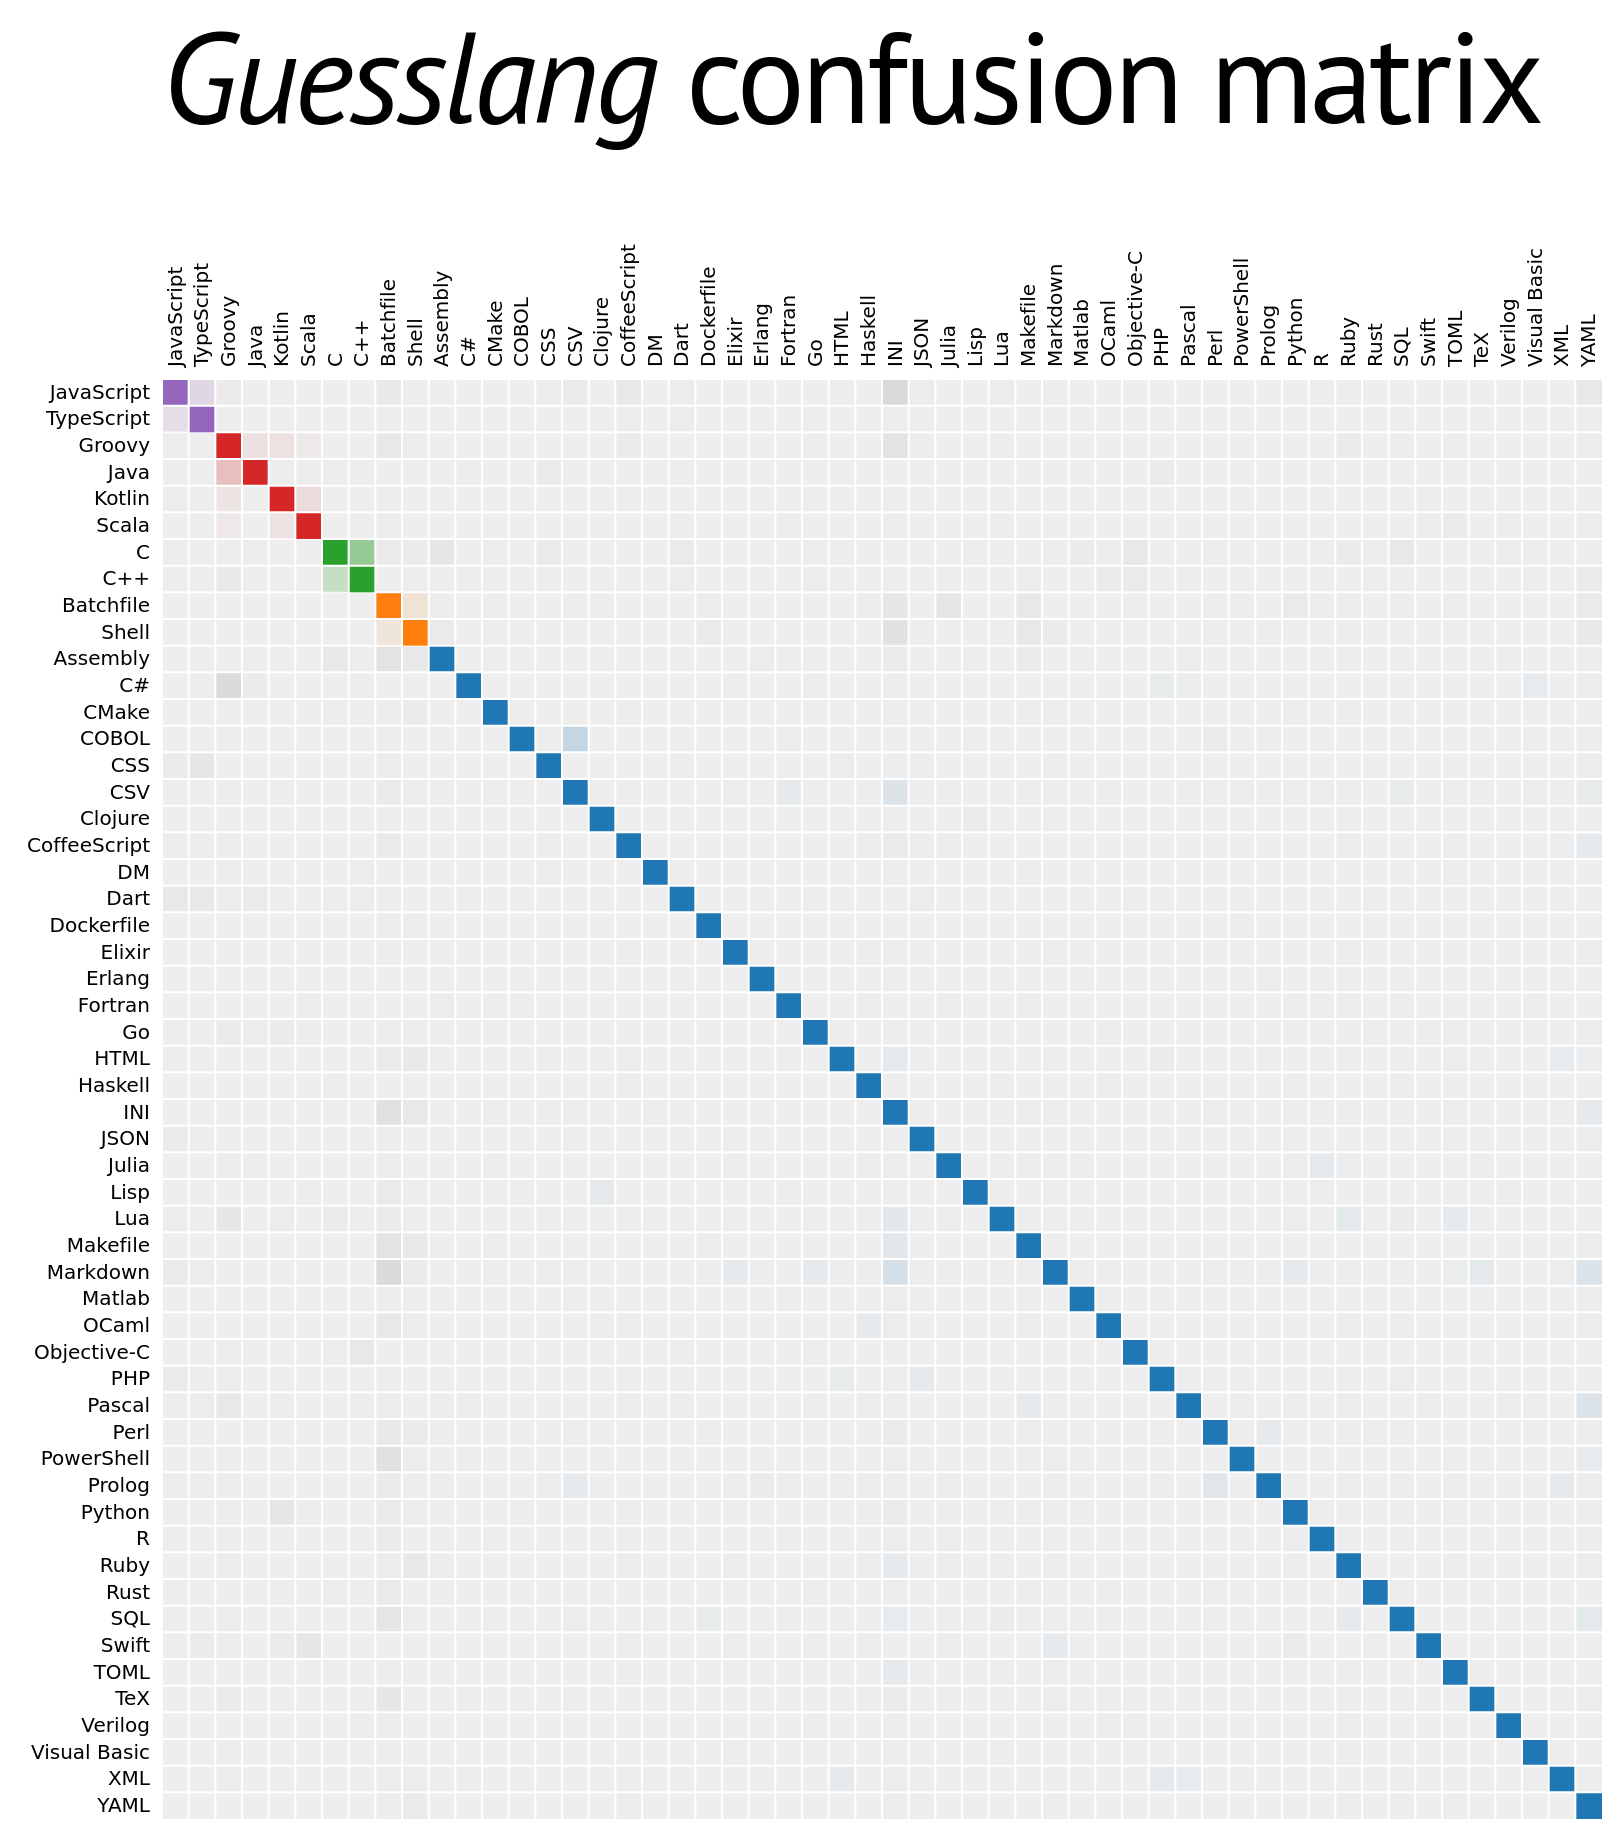 Guesslang confusion matrix
JavaScript
TypeScript
Groovy
Java
Kotlin
Scala
C
C++
Batchfile
Shell
Assembly
C#
CMake
COBOL
CSS
CSV
Clojure
CoffeeScript
DM
Dart
Dockerfile
Elixir
Erlang
Fortran
Go
HTML
Haskell
INI
JSON
Julia
Lisp
Lua
Makefile
Markdown
Matlab
OCaml
Objective-C
PHP
Pascal
Perl
PowerShell
Prolog
Python
R
Ruby
Rust
SQL
Swift
TOML
TeX
Verilog
Visual Basic
XML
YAML
JavaScript
TypeScript
Groovy
Java
Kotlin
Scala
C
C++
Batchfile
Shell
Assembly
C#
CMake
COBOL
CSS
CSV
Clojure
CoffeeScript
DM
Dart
Dockerfile
Elixir
Erlang
Fortran
Go
HTML
Haskell
INI
JSON
Julia
Lisp
Lua
Makefile
Markdown
Matlab
OCaml
Objective-C
PHP
Pascal
Perl
PowerShell
Prolog
Python
R
Ruby
Rust
SQL
Swift
TOML
TeX
Verilog
Visual Basic
XML
YAML